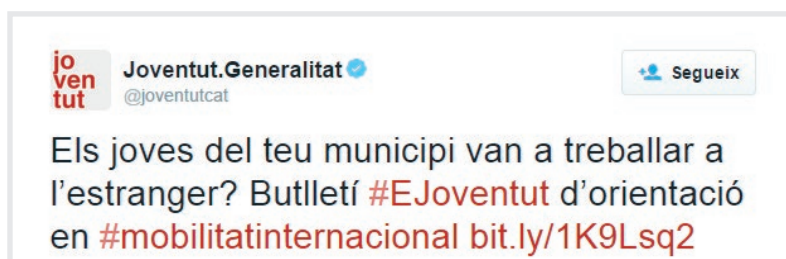 jo
ven
tut
Joventut.Generalitat
@joventutcat
Segueix
Els joves del teu municipi van a treballar a
l'estranger? Butlletí #EJoventut d'orientació
en #mobilitatinternacional bit.ly/1K9Lsq2